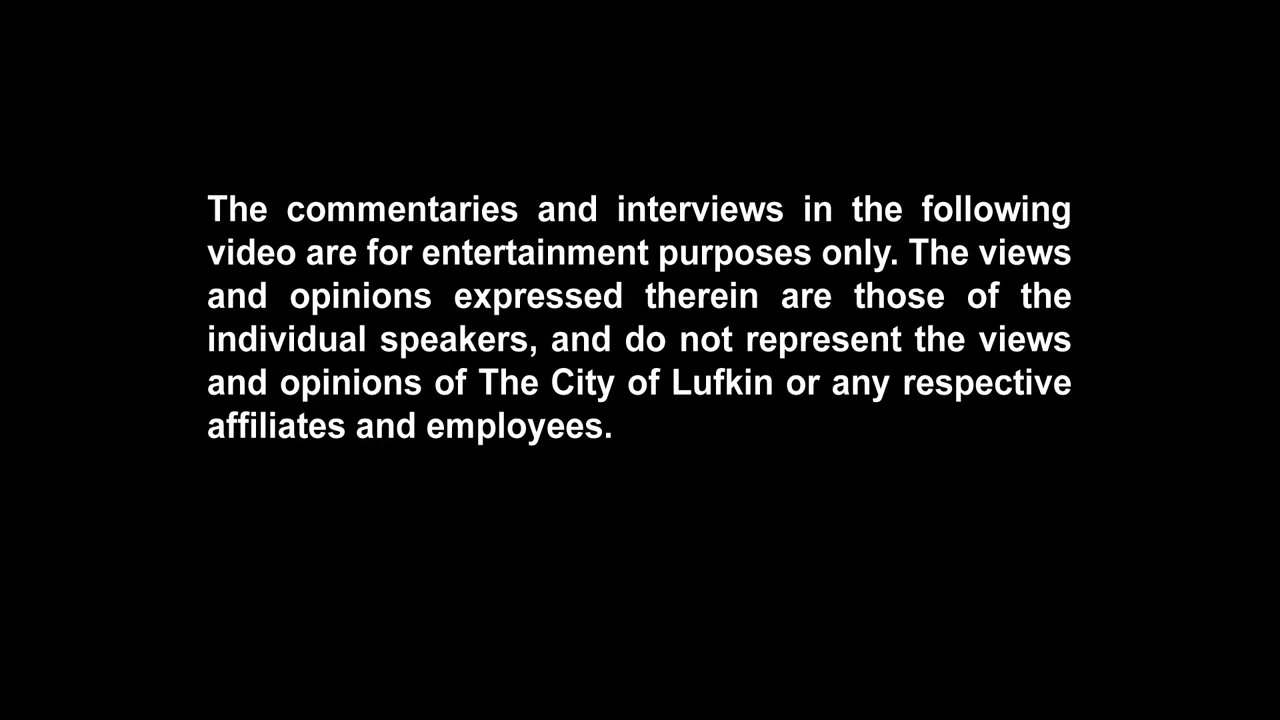 The commentaries and interviews in the following
video are for entertainment purposes only. The views
and opinions expressed therein are those of the
individual speakers, and do not represent the views
and opinions of The City of Lufkin or any respective
affiliates and employees.